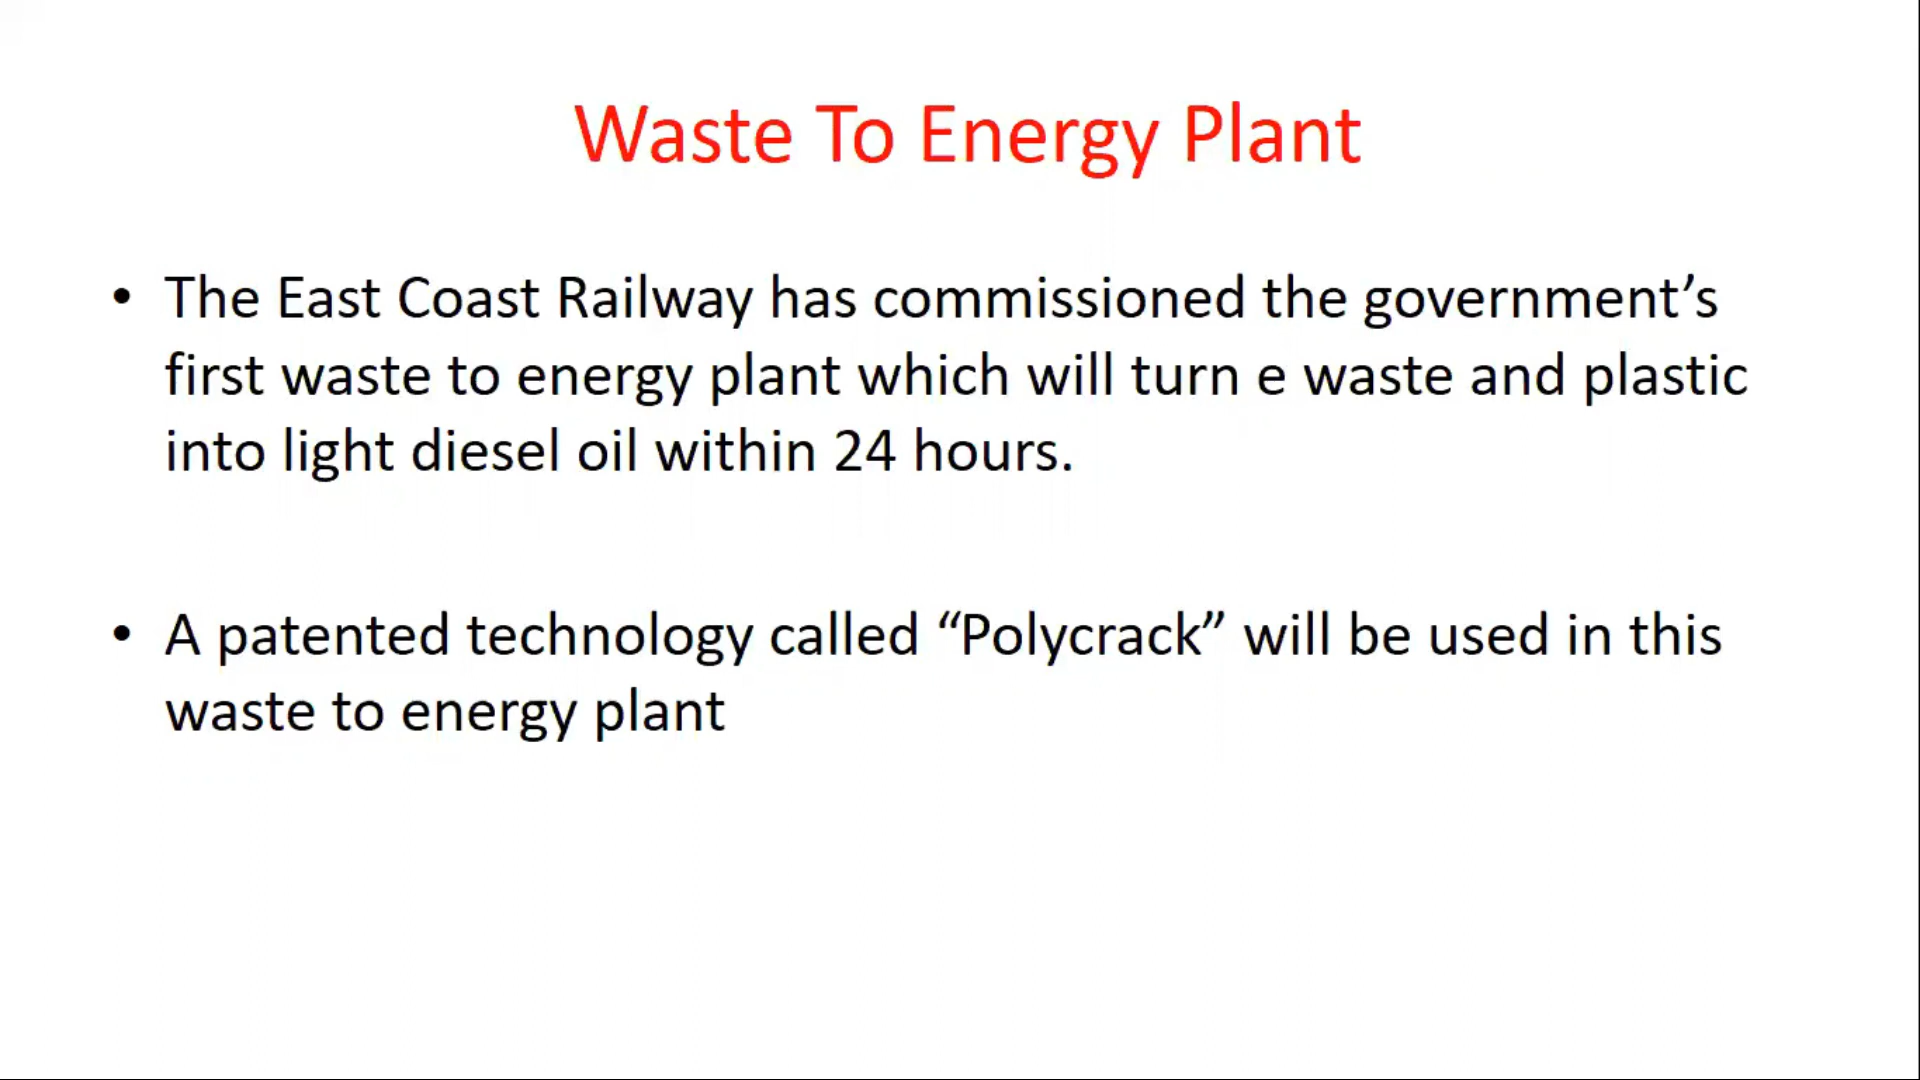 Waste To Energy Plant
• The East Coast Railway has commissioned the government’s
first waste to energy plant which will turn e waste and plastic
into light diesel oil within 24 hours.
• A patented technology called “Polycrack” will be used in this
waste to energy plant